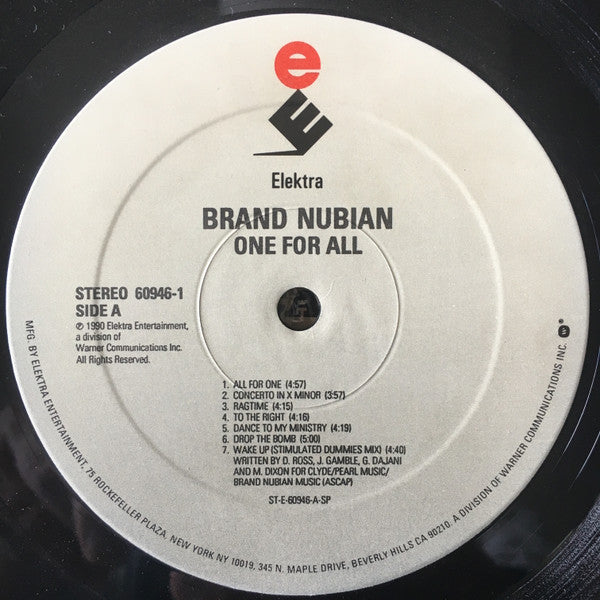 e
E
Elektra
BRAND NUBIAN
ONE FOR ALL
STEREO 60946-1
SIDE A
℗ 1990 Elektra Entertainment,
a division of
Warner Communications Inc.
All Rights Reserved.
1. ALL FOR ONE (4:57)
2. CONCERTO IN X MINOR (3:57)
3. RAGTIME (4:15)
4. TO THE RIGHT (4:16)
5. DANCE TO MY MINISTRY (4:19)
6. DROP THE BOMB (5:00)
7. WAKE UP (STIMULATED DUMMIES MIX) (4:40)
WRITTEN BY D. ROSS, J. GAMBLE, G. DAJANI
AND M. DIXON FOR CLYDE/PEARL MUSIC/
BRAND NUBIAN MUSIC (ASCAP)
ST-E-60946-A-SP
MFG. BY ELEKTRA ENTERTAINMENT, 75 ROCKEFELLER PLAZA, NEW YORK NY 10019, 345 N. MAPLE DRIVE, BEVERLY HILLS CA 90210. A DIVISION OF WARNER COMMUNICATIONS INC. ®